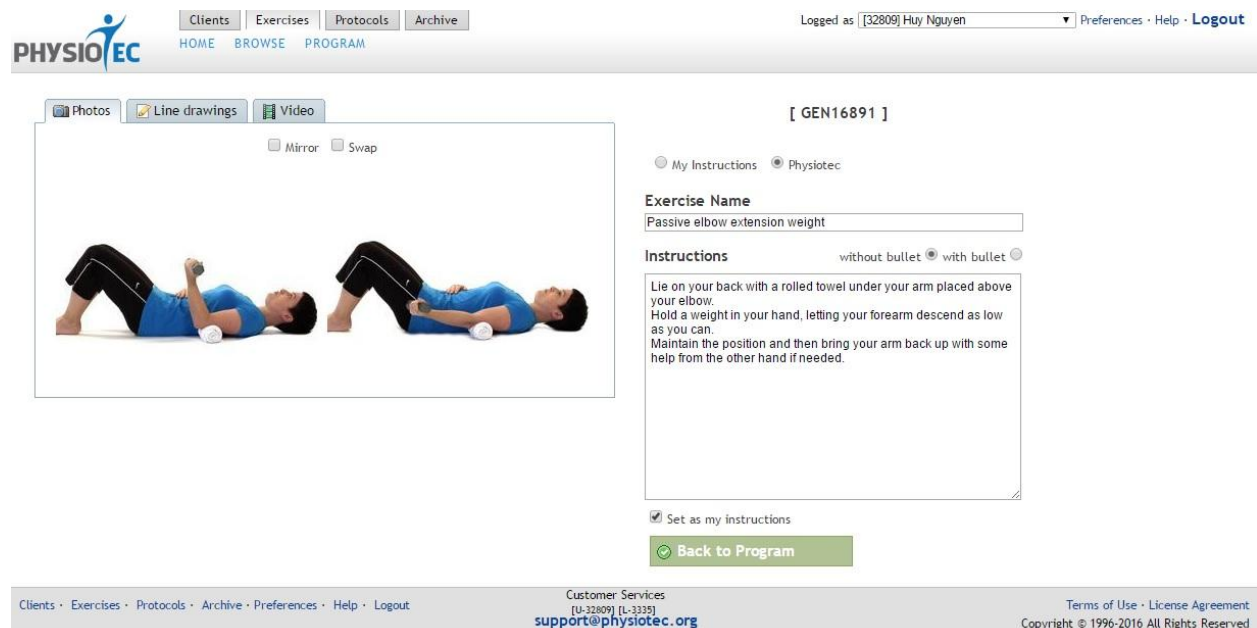 PHYSIOTEC
Clients Exercises Protocols Archive
HOME BROWSE PROGRAM
Logged as [32809] Huy Nguyen Preferences · Help · Logout
Photos Line drawings Video
Mirror Swap
[ GEN16891 ]
My Instructions Physiotec
Exercise Name
Passive elbow extension weight
Instructions without bullet with bullet
Lie on your back with a rolled towel under your arm placed above
your elbow.
Hold a weight in your hand, letting your forearm descend as low
as you can.
Maintain the position and then bring your arm back up with some
help from the other hand if needed.
Set as my instructions
Back to Program
Clients · Exercises · Protocols · Archive · Preferences · Help · Logout
Customer Services
[U-32809] [L-3335]
support@physiotec.org
Terms of Use · License Agreement
Copyright © 1996-2016 All Rights Reserved